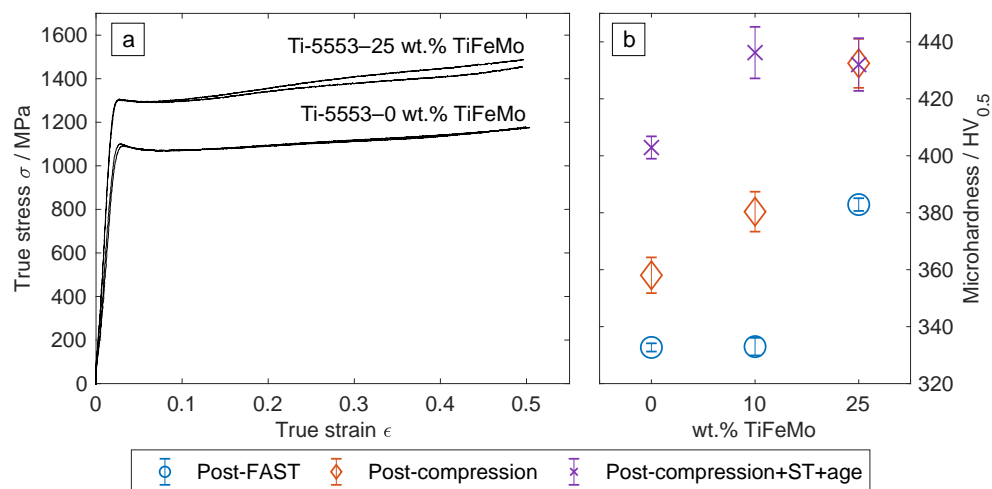 a
Ti-5553–25 wt.% TiFeMo
Ti-5553–0 wt.% TiFeMo
True stress σ / MPa
1600
1400
1200
1000
800
600
400
200
0
0 0.1 0.2 0.3 0.4 0.5
True strain ϵ
b
440
420
400
380
360
340
320
Microhardness / HV0.5
0 10 25
wt.% TiFeMo
Post-FAST Post-compression Post-compression+ST+age